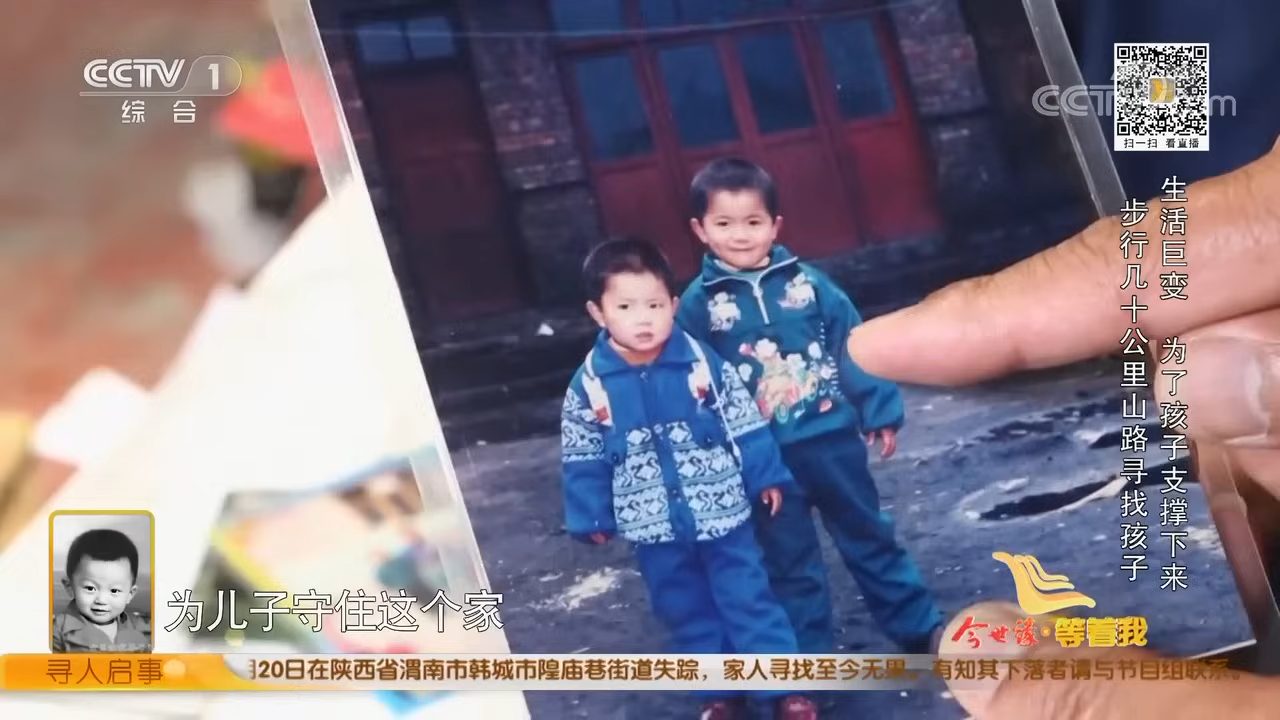 CCTV 1
综合
扫一扫 看直播
生活巨变 为了孩子支撑下来
步行几十公里山路寻找孩子
为儿子守住这个家
今世缘·等着我
寻人启事
月20日在陕西省渭南市韩城市隍庙巷街道失踪，家人寻找至今无果。有知其下落者请与节目组联系。